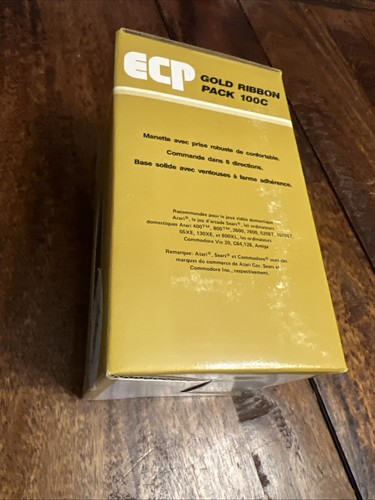 ECP
GOLD RIBBON
PACK 100C
Manette avec prise robuste de confortable.
Commande dans 8 directions.
Base solide avec ventouses à ferme adhérence.
Recommandée pour le jeux vidéo domestique
Atari®, le jeu d'arcade Sears®, les ordinateurs
domestiques Atari 400™, 800™, 2600, 7800, 520ST,
65XE, 130XE, et 800XL, les ordinateurs
Commodore Vic 20, C64,128, Amiga
Remarque: Atari®, Sears® et Commodore® sont des
marques du commerce de Atari Cor. Sears et
Commodore Inc., respectivement.